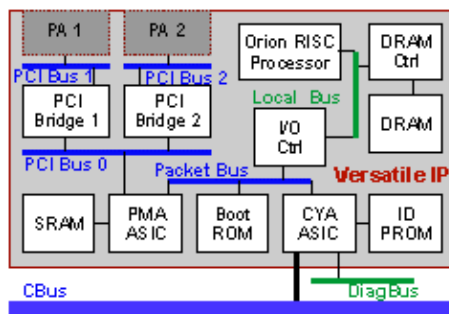 PA 1
PA 2
Orion RISC
Processor
DRAM
Ctrl
PCI Bus 1
PCI Bus 2
PCI
Bridge 1
PCI
Bridge 2
Local Bus
I/O
Ctrl
DRAM
PCI Bus 0
Packet Bus
Versatile IP
SRAM
PMA
ASIC
Boot
ROM
CYA
ASIC
ID
PROM
CBus
DiagBus